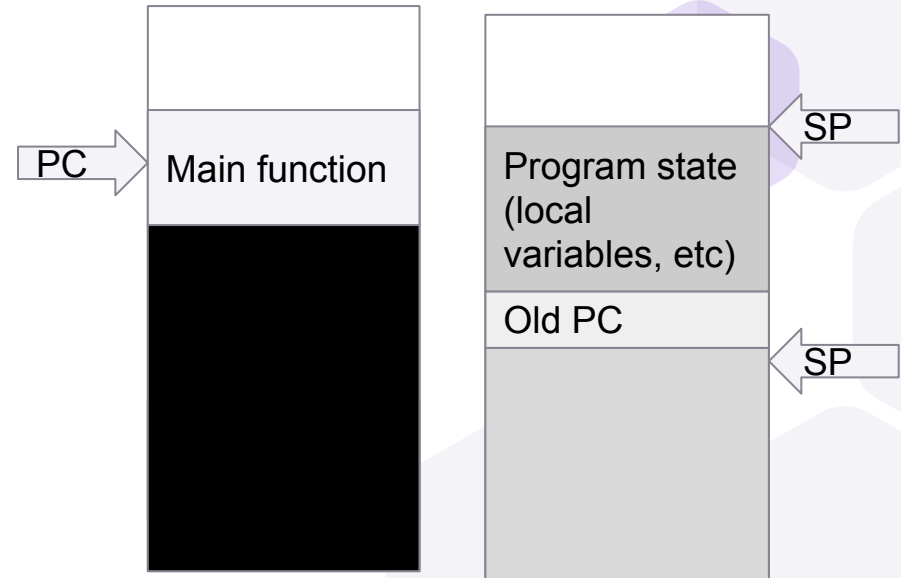 PC
Main function
SP
Program state
(local
variables, etc)
Old PC
SP